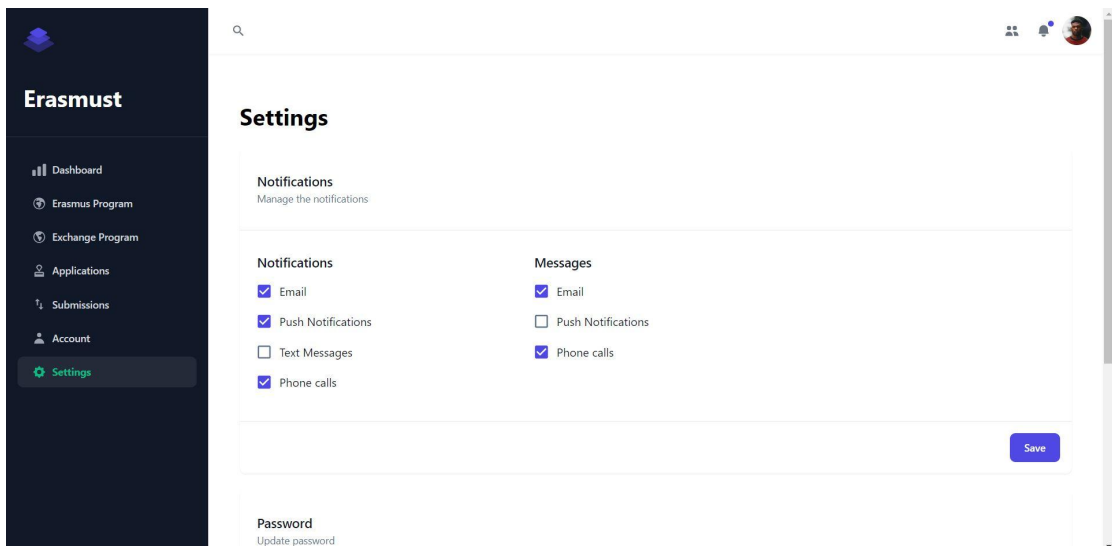 Erasmust
Dashboard
Erasmus Program
Exchange Program
Applications
Submissions
Account
Settings
Settings
Notifications
Manage the notifications
Notifications
Email
Push Notifications
Text Messages
Phone calls
Messages
Email
Push Notifications
Phone calls
Save
Password
Update password